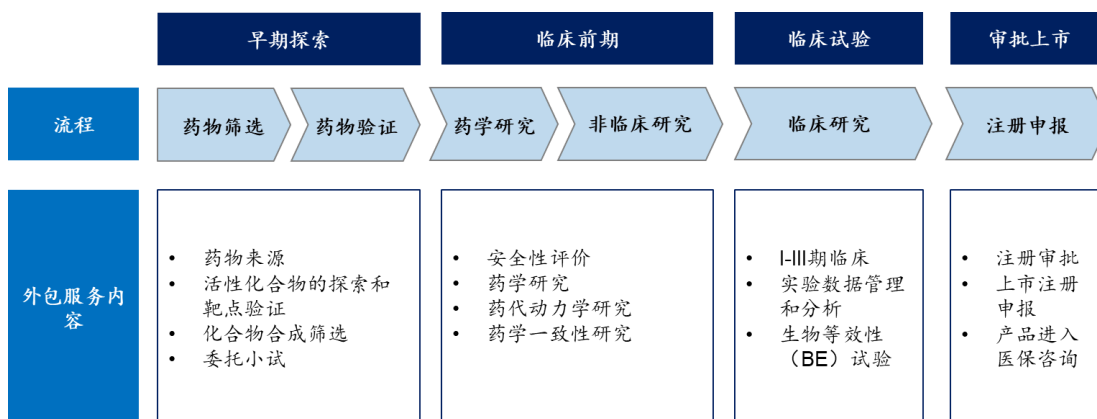 早期探索
临床前期
临床试验
审批上市
流程
药物筛选
药物验证
药学研究
非临床研究
临床研究
注册申报
外包服务内
容
• 药物来源
• 活性化合物的探索和
靶点验证
• 化合物合成筛选
• 委托小试
• 安全性评价
• 药学研究
• 药代动力学研究
• 药学一致性研究
• I-III期临床
实验数据管理
和分析
• 生物等效性
（BE）试验
• 注册审批
• 上市注册
申报
• 产品进入
医保咨询